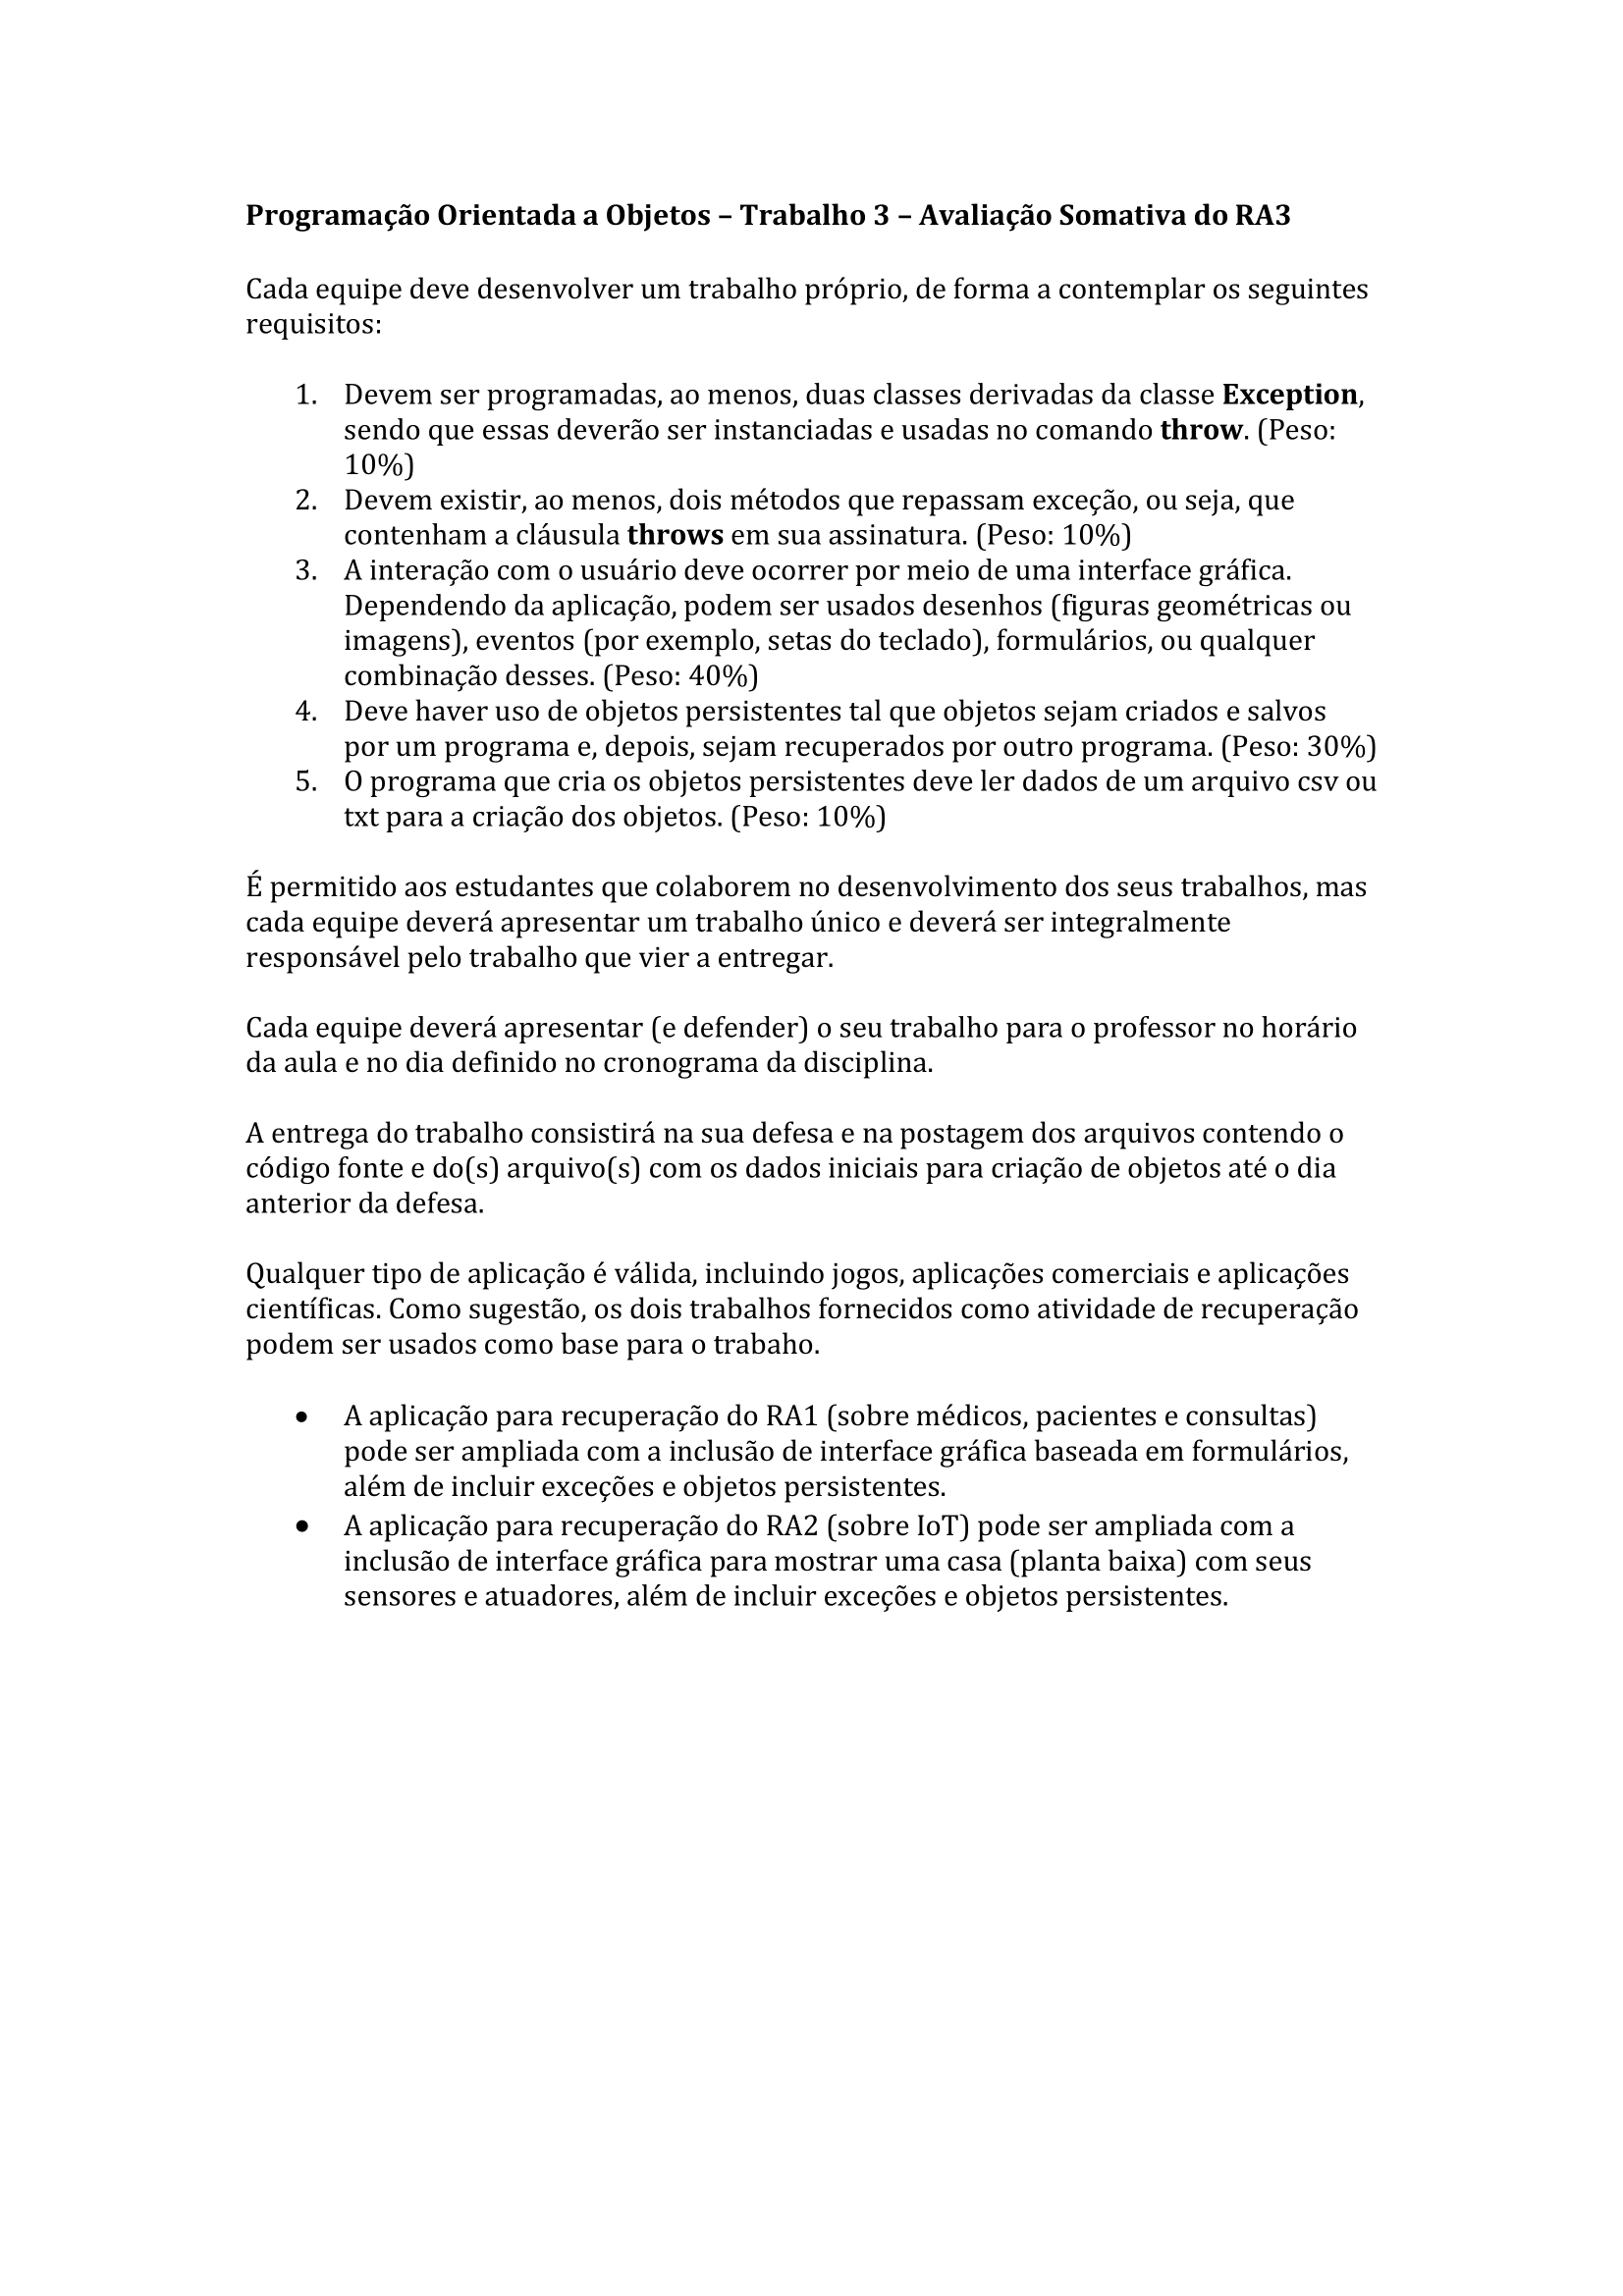 Programação Orientada a Objetos – Trabalho 3 – Avaliação Somativa do RA3
Cada equipe deve desenvolver um trabalho próprio, de forma a contemplar os seguintes
requisitos:
1. Devem ser programadas, ao menos, duas classes derivadas da classe Exception,
sendo que essas deverão ser instanciadas e usadas no comando throw. (Peso:
10%)
2. Devem existir, ao menos, dois métodos que repassam exceção, ou seja, que
contenham a cláusula throws em sua assinatura. (Peso: 10%)
3. A interação com o usuário deve ocorrer por meio de uma interface gráfica.
Dependendo da aplicação, podem ser usados desenhos (figuras geométricas ou
imagens), eventos (por exemplo, setas do teclado), formulários, ou qualquer
combinação desses. (Peso: 40%)
4. Deve haver uso de objetos persistentes tal que objetos sejam criados e salvos
por um programa e, depois, sejam recuperados por outro programa. (Peso: 30%)
5. O programa que cria os objetos persistentes deve ler dados de um arquivo csv ou
txt para a criação dos objetos. (Peso: 10%)
É permitido aos estudantes que colaborem no desenvolvimento dos seus trabalhos, mas
cada equipe deverá apresentar um trabalho único e deverá ser integralmente
responsável pelo trabalho que vier a entregar.
Cada equipe deverá apresentar (e defender) o seu trabalho para o professor no horário
da aula e no dia definido no cronograma da disciplina.
A entrega do trabalho consistirá na sua defesa e na postagem dos arquivos contendo o
código fonte e do(s) arquivo(s) com os dados iniciais para criação de objetos até o dia
anterior da defesa.
Qualquer tipo de aplicação é válida, incluindo jogos, aplicações comerciais e aplicações
científicas. Como sugestão, os dois trabalhos fornecidos como atividade de recuperação
podem ser usados como base para o trabaho.
• A aplicação para recuperação do RA1 (sobre médicos, pacientes e consultas)
pode ser ampliada com a inclusão de interface gráfica baseada em formulários,
além de incluir exceções e objetos persistentes.
• A aplicação para recuperação do RA2 (sobre IoT) pode ser ampliada com a
inclusão de interface gráfica para mostrar uma casa (planta baixa) com seus
sensores e atuadores, além de incluir exceções e objetos persistentes.